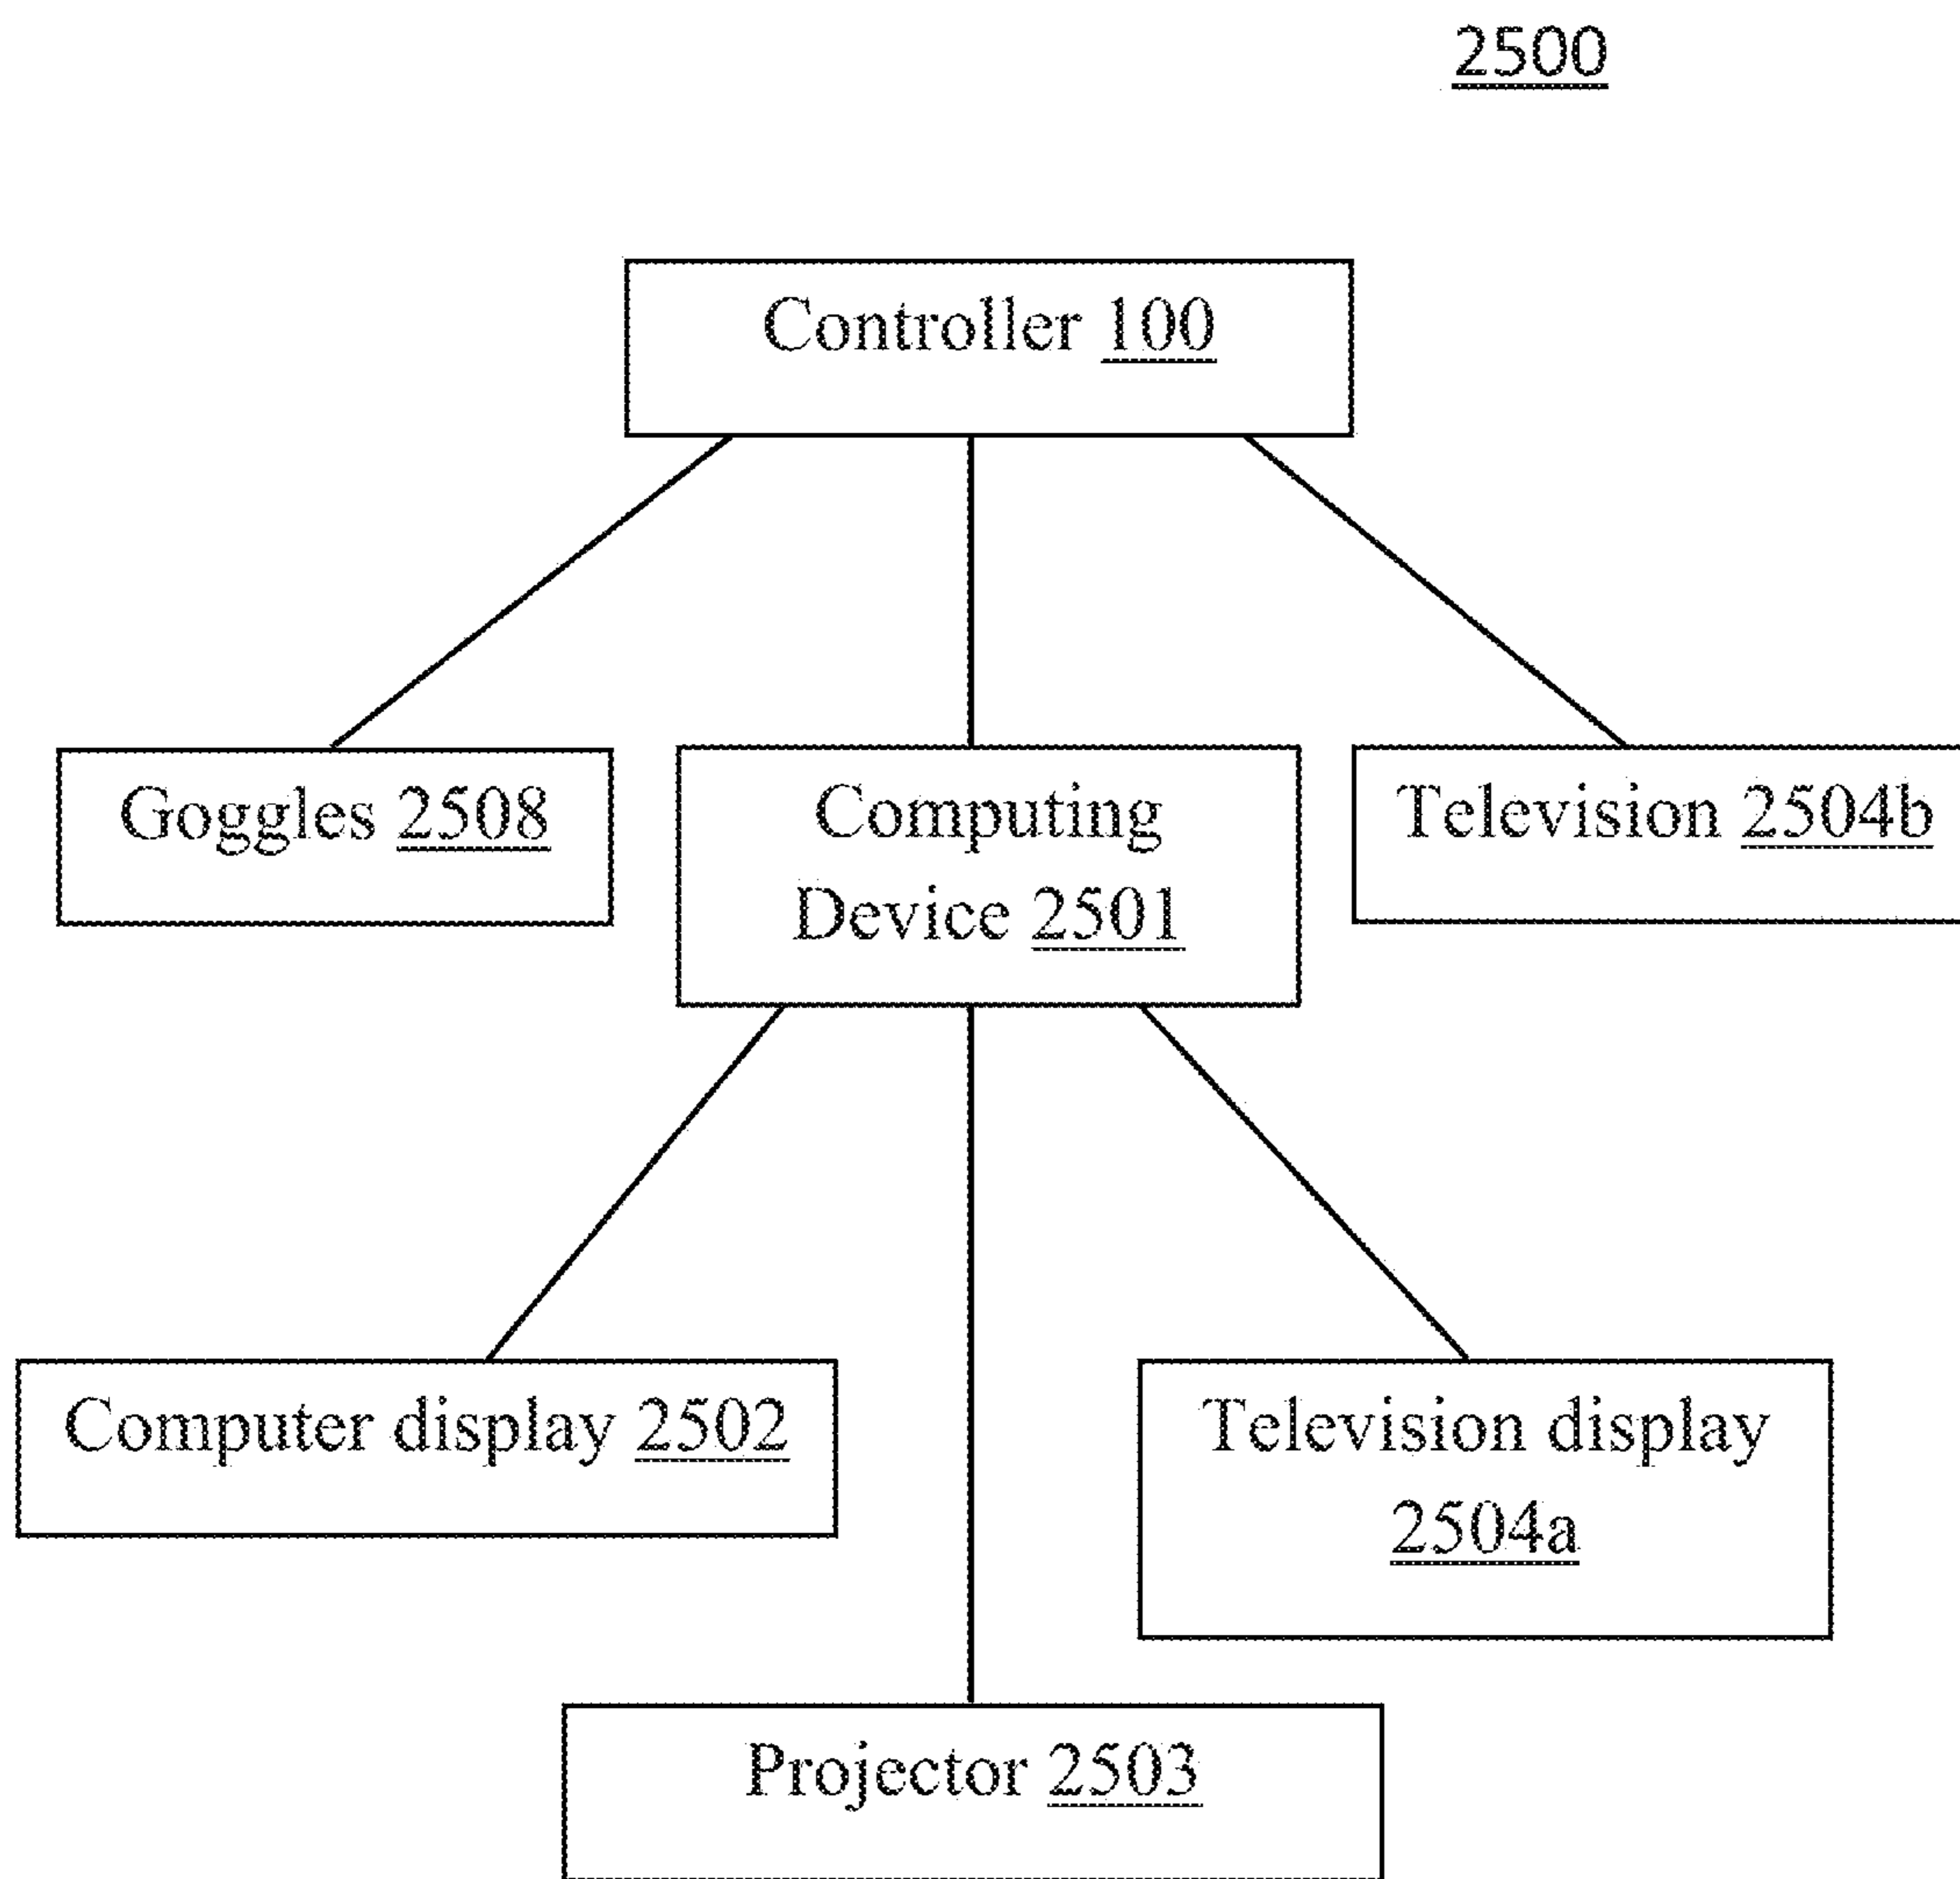 2500
Controller 100
Goggles 2508
Computing
Device 2501
Television 2504b
Computer display 2502
Television display
2504a
Projector 2503